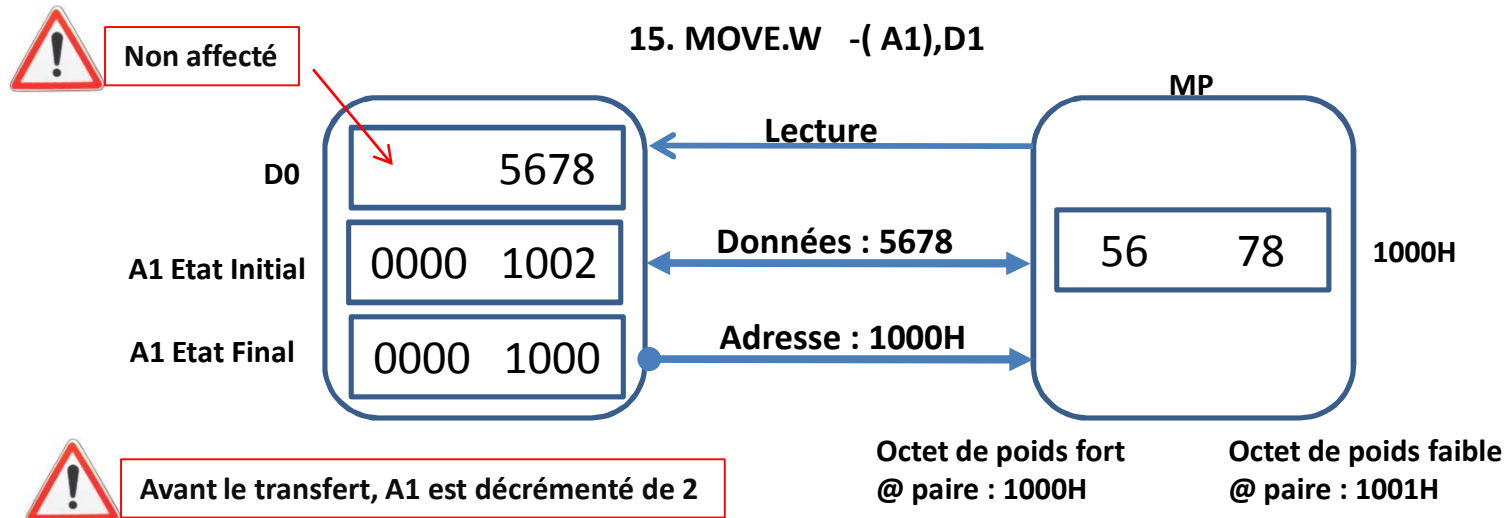 15. MOVE.W -( A1),D1
Non affecté
MP
Lecture
D0
5678
Données : 5678
A1 Etat Initial
0000 1002
56 78
1000H
Adresse : 1000H
A1 Etat Final
0000 1000
Octet de poids fort
@ paire : 1000H
Octet de poids faible
@ paire : 1001H
Avant le transfert, A1 est décrémenté de 2